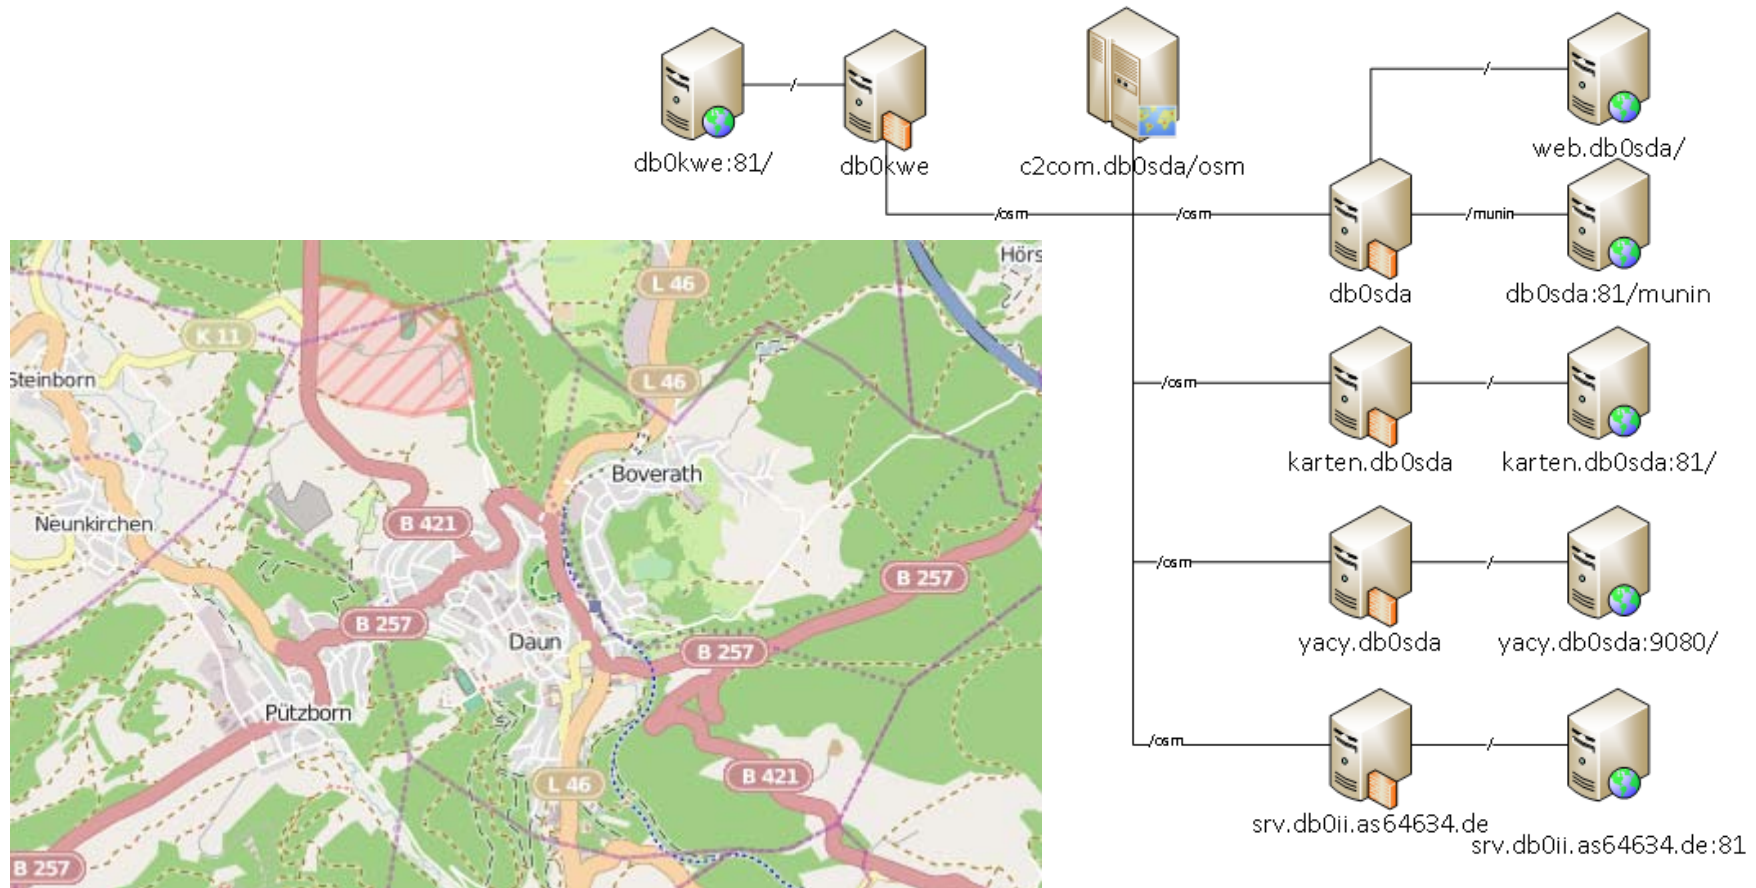 db0kwe:81/
/
db0kwe
c2com.db0sda/osm
/
web.db0sda/
/osm
/osm
/munin
db0sda
db0sda:81/munin
/osm
/
karten.db0sda
karten.db0sda:81/
/osm
/
yacy.db0sda
yacy.db0sda:9080/
/osm
/
srv.db0ii.as64634.de
srv.db0ii.as64634.de:81
Hörs
L 46
K 11
Steinborn
L 46
Boverath
Neunkirchen
B 421
B 257
B 257
Daun
B 257
Pützborn
B 421
L 46
B 257